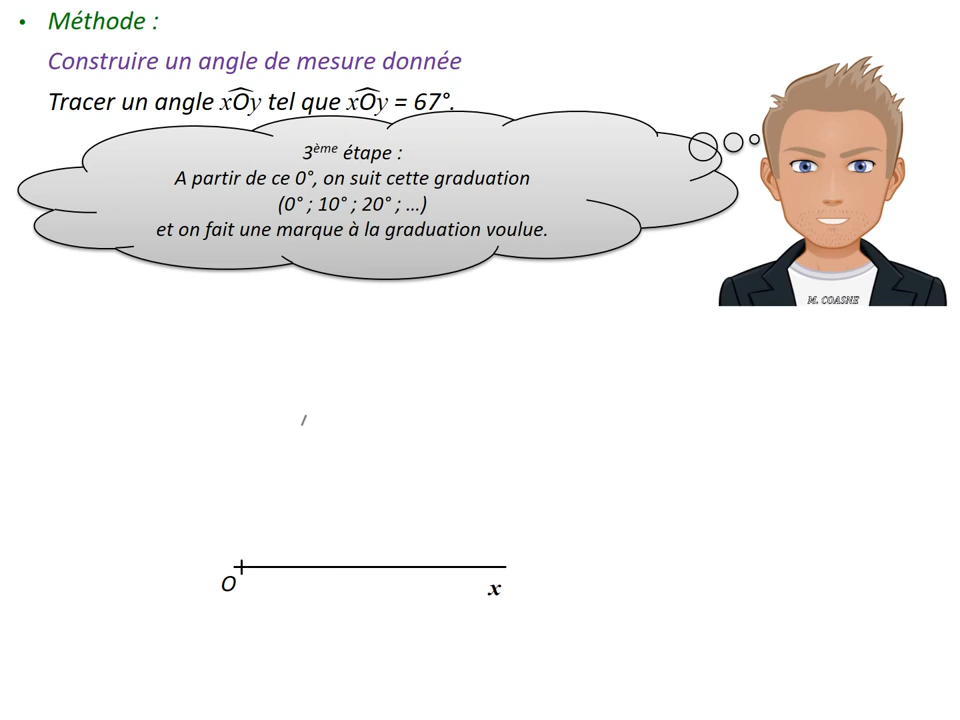 • Méthode :
Construire un angle de mesure donnée
Tracer un angle xOy tel que xOy = 67°.
3ème étape :
A partir de ce 0°, on suit cette graduation
(0° ; 10° ; 20° ; ...)
et on fait une marque à la graduation voulue.
M. COASNE
O
x